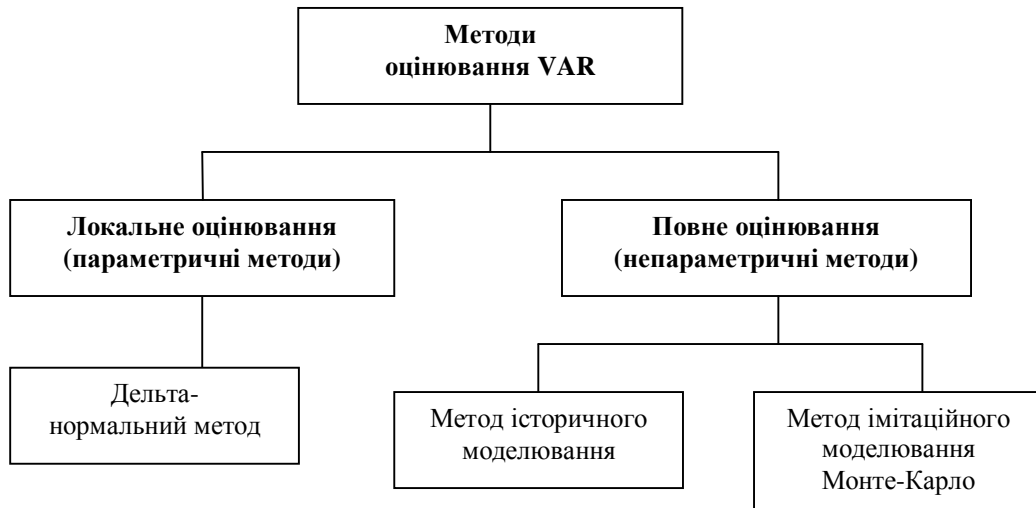 Методи
оцінювання VAR
Локальне оцінювання
(параметричні методи)
Повне оцінювання
(непараметричні методи)
Дельта-
нормальний метод
Метод історичного
моделювання
Метод імітаційного
моделювання
Монте-Карло